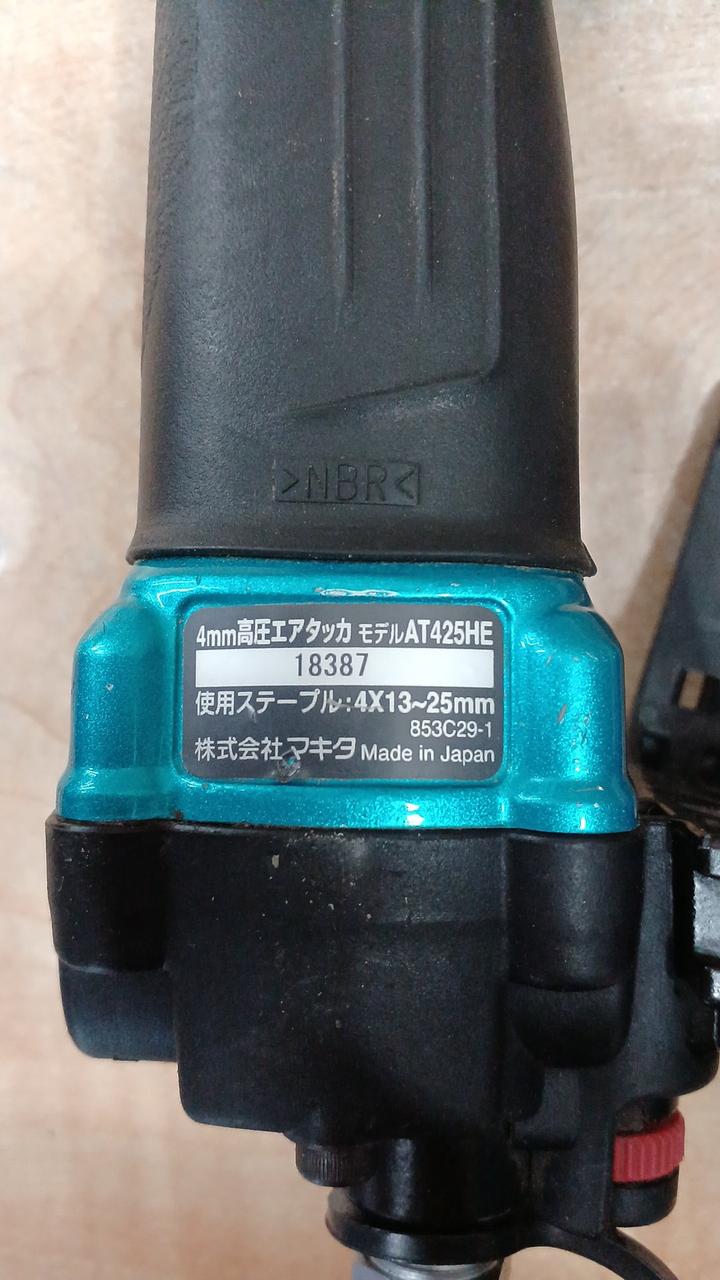 >NBR<
4mm高圧エアタッカ モデルAT425HE
18387
使用ステープル:4X13~25mm
853C29-1
株式会社マキタ Made in Japan